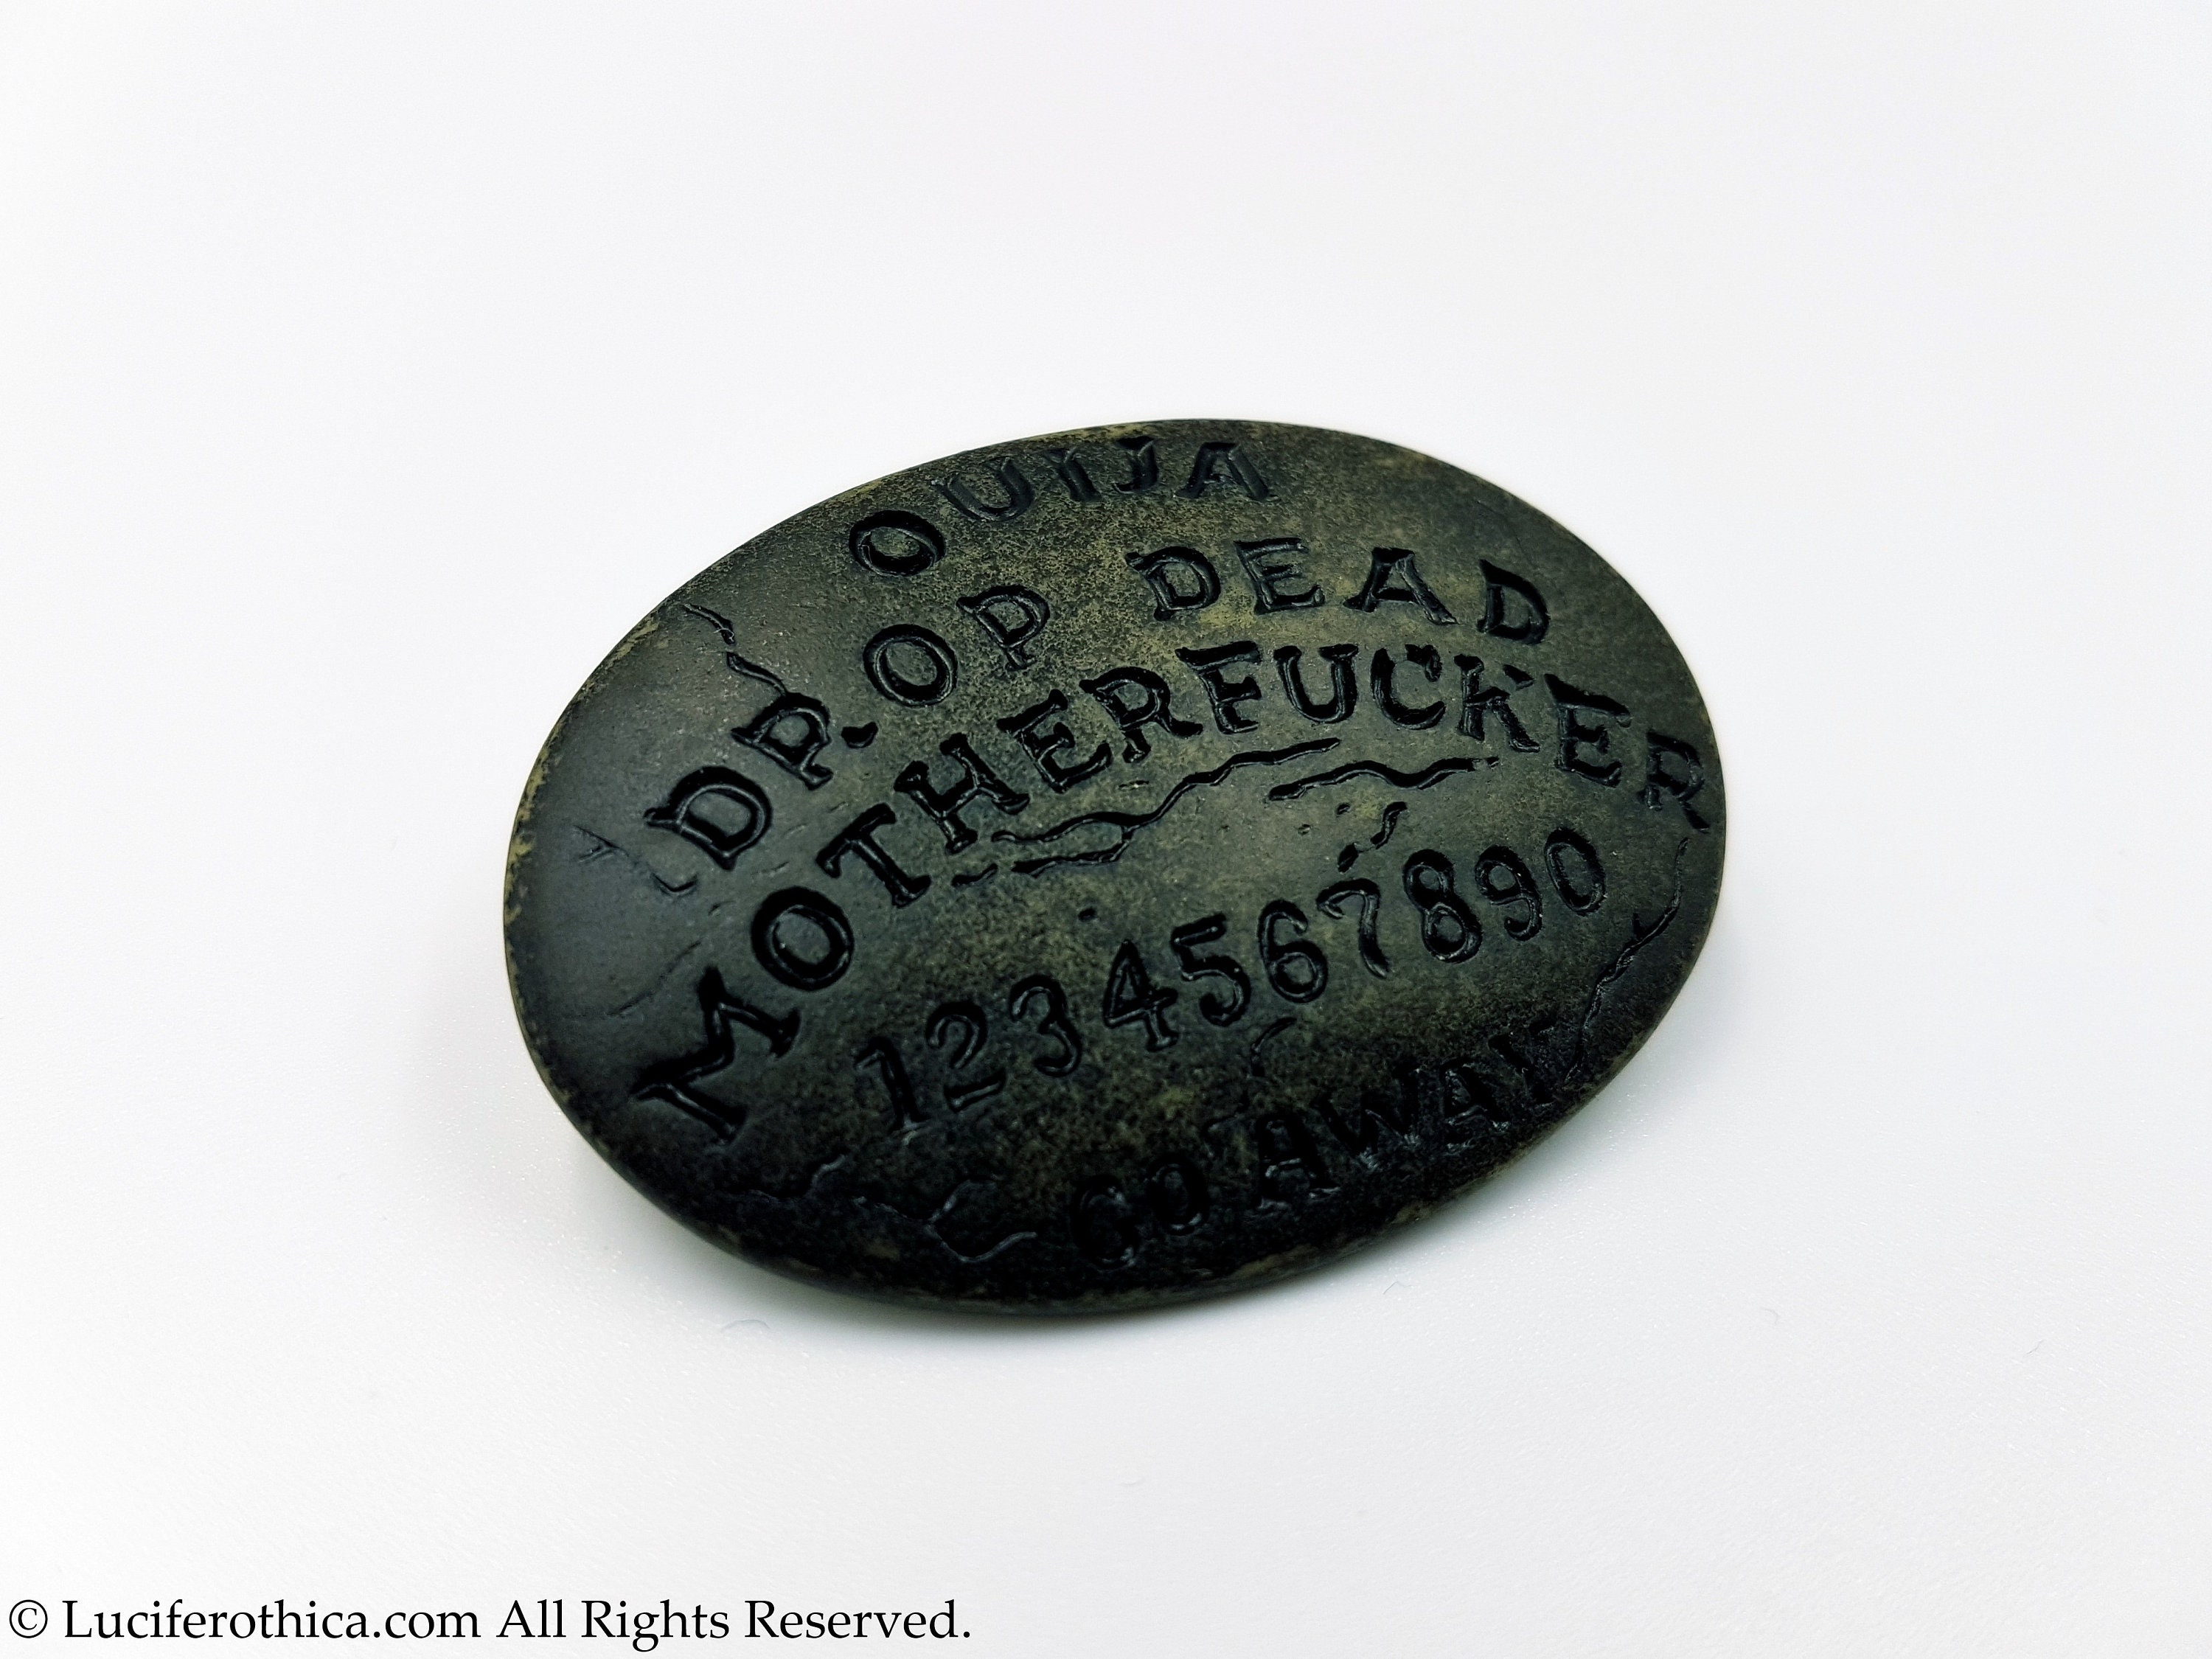 OUIJA
DROP DEAD
MOTHERFUCKER
1234567890
GO AWAY
© Luciferothica.com All Rights Reserved.